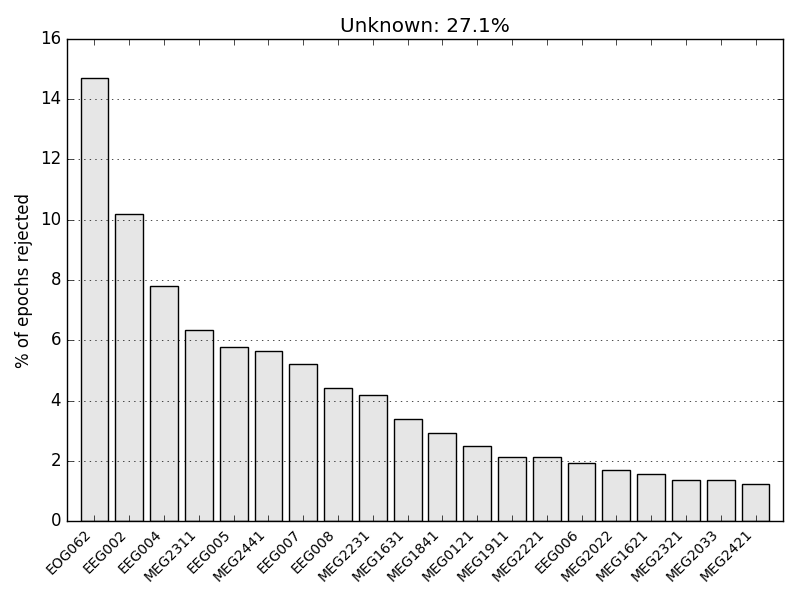 Unknown: 27.1%
16
14
12
10
8
6
4
2
0
% of epochs rejected
EOG062
EEG002
EEG004
MEG2311
EEG005
MEG2441
EEG007
EEG008
MEG2231
MEG1631
MEG1841
MEG0121
MEG1911
MEG2221
EEG006
MEG2022
MEG1621
MEG2321
MEG2033
MEG2421